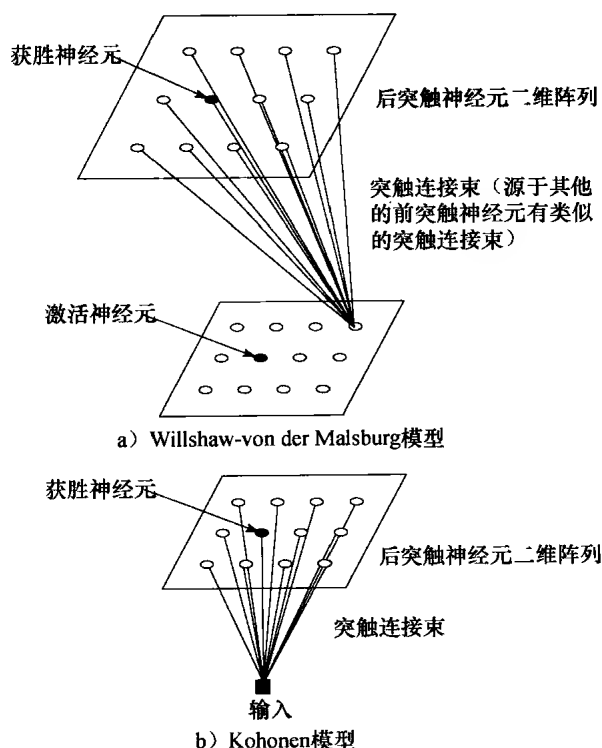 获胜神经元
后突触神经元二维阵列
突触连接束（源于其他
的前突触神经元有类似
的突触连接束）
激活神经元
a）Willshaw-von der Malsburg模型
获胜神经元
后突触神经元二维阵列
突触连接束
输入
b）Kohonen模型